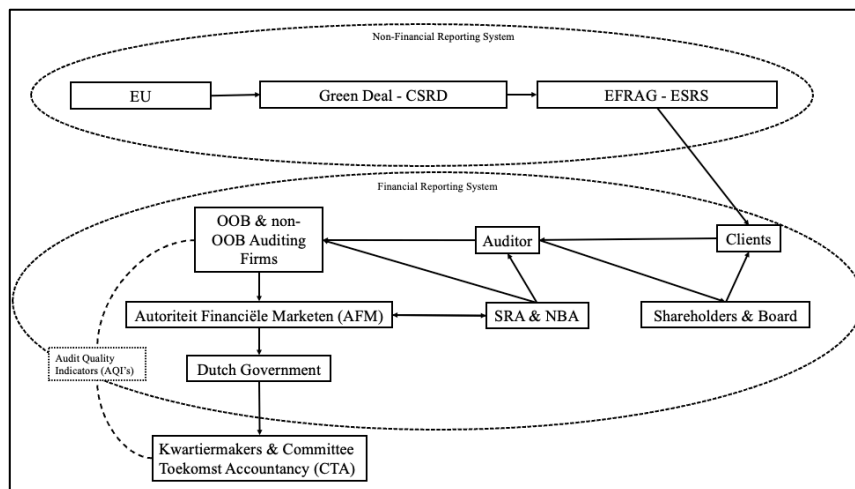 Non-Financial Reporting System
EU
Green Deal - CSRD
EFRAG - ESRS
Financial Reporting System
OOB & non-
OOB Auditing
Firms
Auditor
Clients
Autoriteit Financiële Marketen (AFM)
SRA & NBA
Shareholders & Board
Audit Quality
Indicators (AQI's)
Dutch Government
Kwartiermakers & Committee
Toekomst Accountancy (CTA)